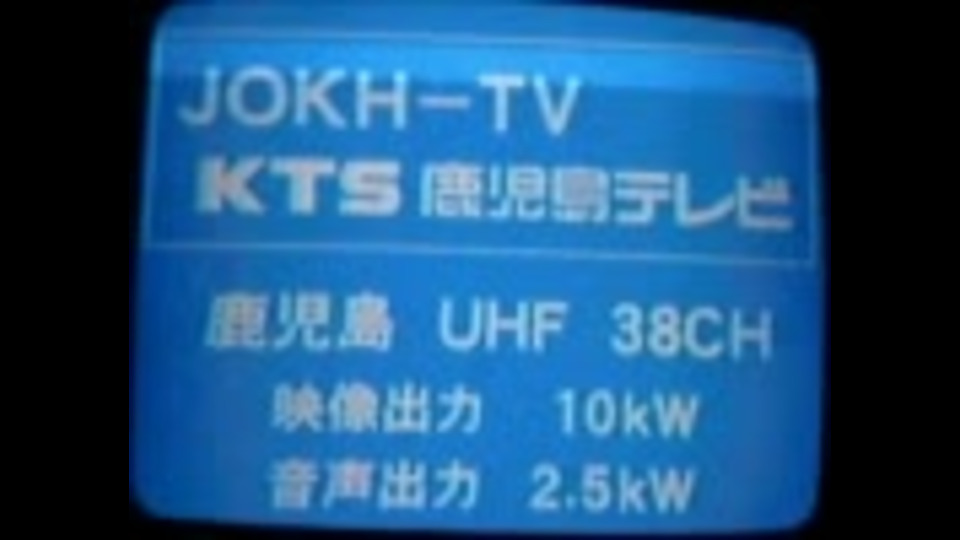 JOKH-TV
KTS 鹿児島テレビ
鹿児島 UHF 38CH
映像出力 10kW
音声出力 2.5kW